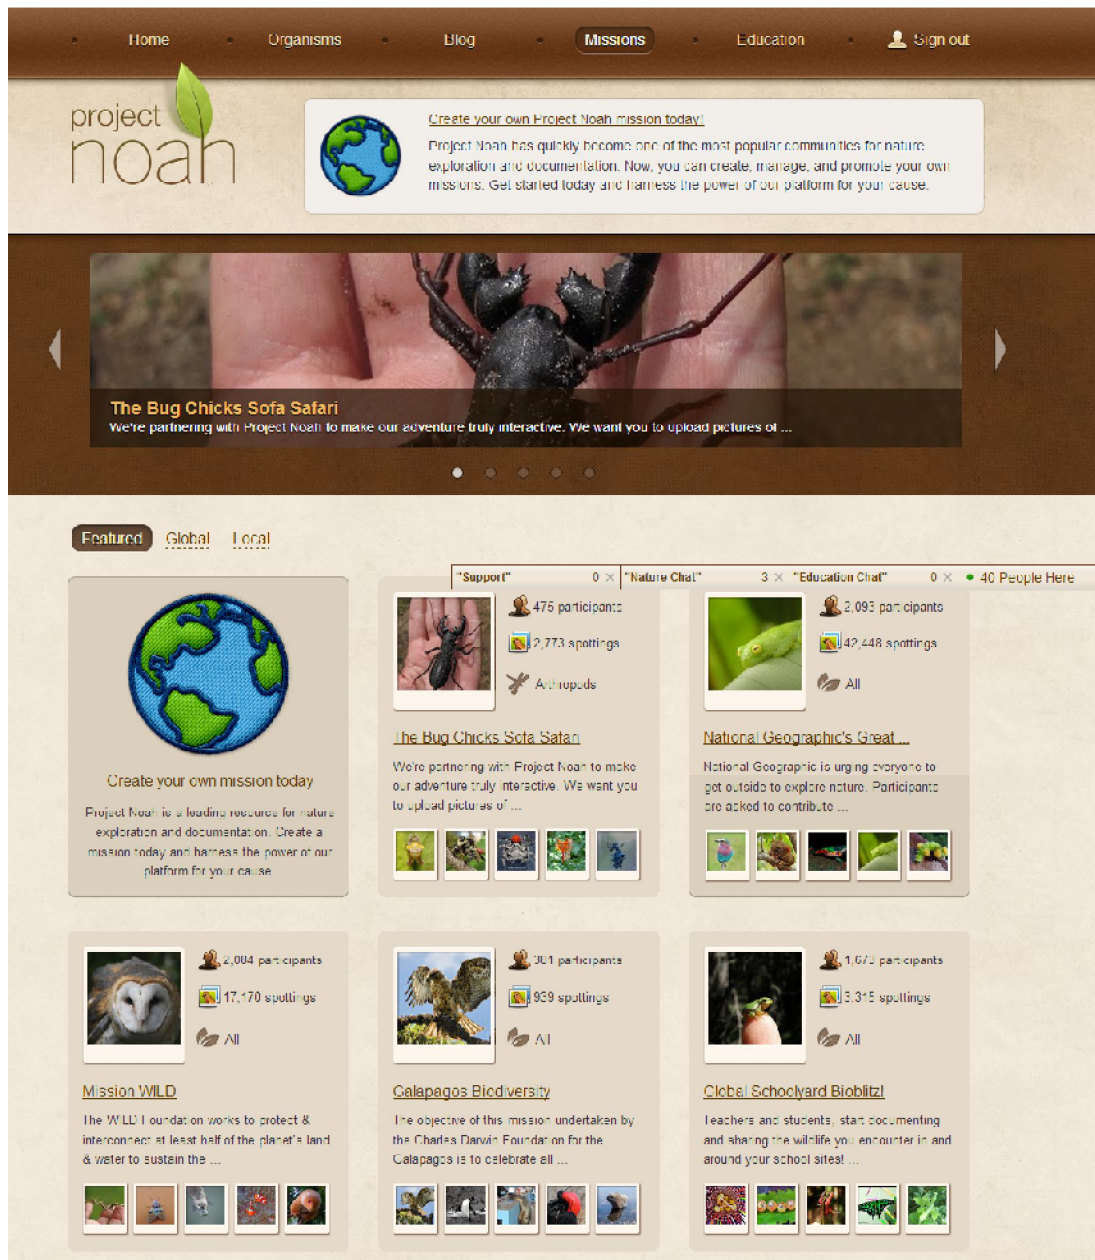 Home
Organisms
Blog
Missions
Education
Sign out
project
noah
Create your own Project Noah mission today!
Project Noah has quickly become one of the most popular communities for nature
exploration and documentation. Now, you can create, manage, and promote your own
missions. Get started today and harness the power of our platform for your cause.
The Bug Chicks Sofa Safari
We're partnering with Project Noah to make our adventure truly interactive. We want you to upload pictures of ...
Featured
Global
Local
"Support" 0 ×
"Nature Chat" 3 ×
"Education Chat" 0 ×
40 People Here
Create your own mission today
Project Noah is a leading resource for nature
exploration and documentation. Create a
mission today and harness the power of our
platform for your cause
475 participants
2,773 spottings
Arthropods
The Bug Chicks Sofa Safari
We're partnering with Project Noah to make
our adventure truly interactive. We want you
to upload pictures of ...
2,093 participants
42,448 spottings
All
National Geographic's Great ...
National Geographic is urging everyone to
get outside to explore nature. Participants
are asked to contribute ...
2,084 participants
17,170 spottings
All
Mission WILD
The WILD Foundation works to protect &
interconnect at least half of the planet's land
& water to sustain the ...
381 participants
939 spottings
All
Galapagos Biodiversity
The objective of this mission undertaken by
the Charles Darwin Foundation for the
Galapagos is to celebrate all ...
1,673 participants
3,315 spottings
All
Global Schoolyard Bioblitz!
Teachers and students, start documenting
and sharing the wildlife you encounter in and
around your school sites! ...